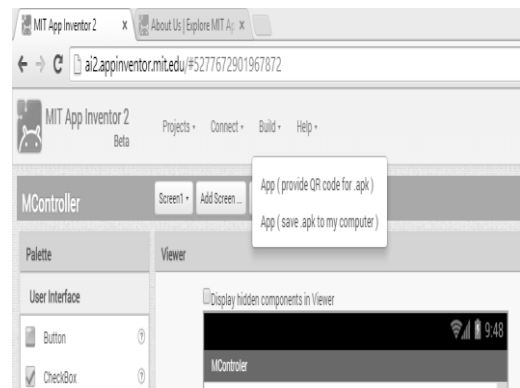 MIT App Inventor 2 x About Us | Explore MIT Ap x
ai2.appinventor.mit.edu/#5277672901967872
MIT App Inventor 2
Beta
Projects Connect Build Help
App ( provide QR code for .apk )
App ( save .apk to my computer )
MController
Screen1 Add Screen ...
Palette
Viewer
User Interface
Display hidden components in Viewer
Button ?
9:48
CheckBox ?
MControler